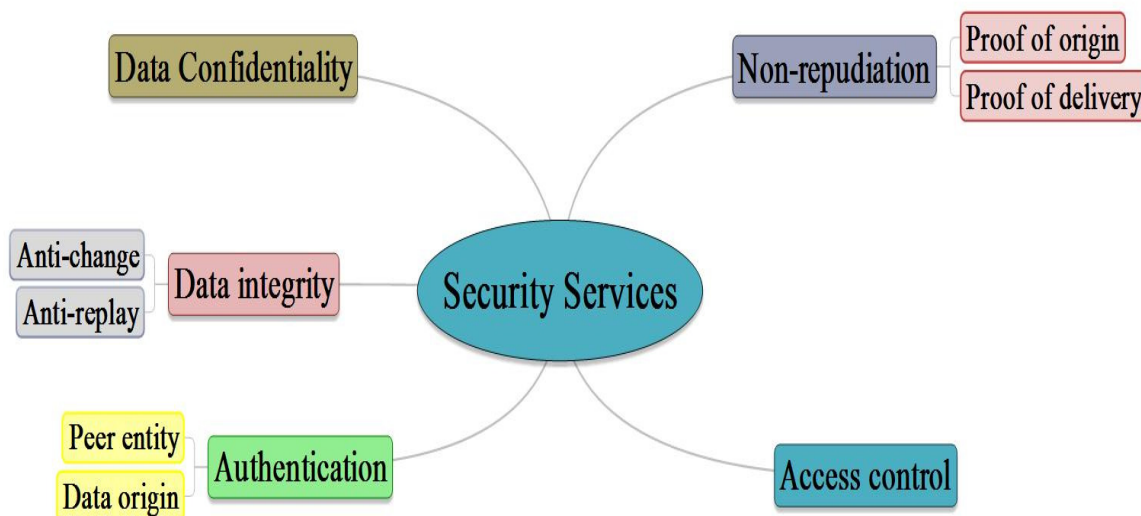 Data Confidentiality
Non-repudiation
Proof of origin
Proof of delivery
Anti-change
Anti-replay
Data integrity
Security Services
Peer entity
Data origin
Authentication
Access control